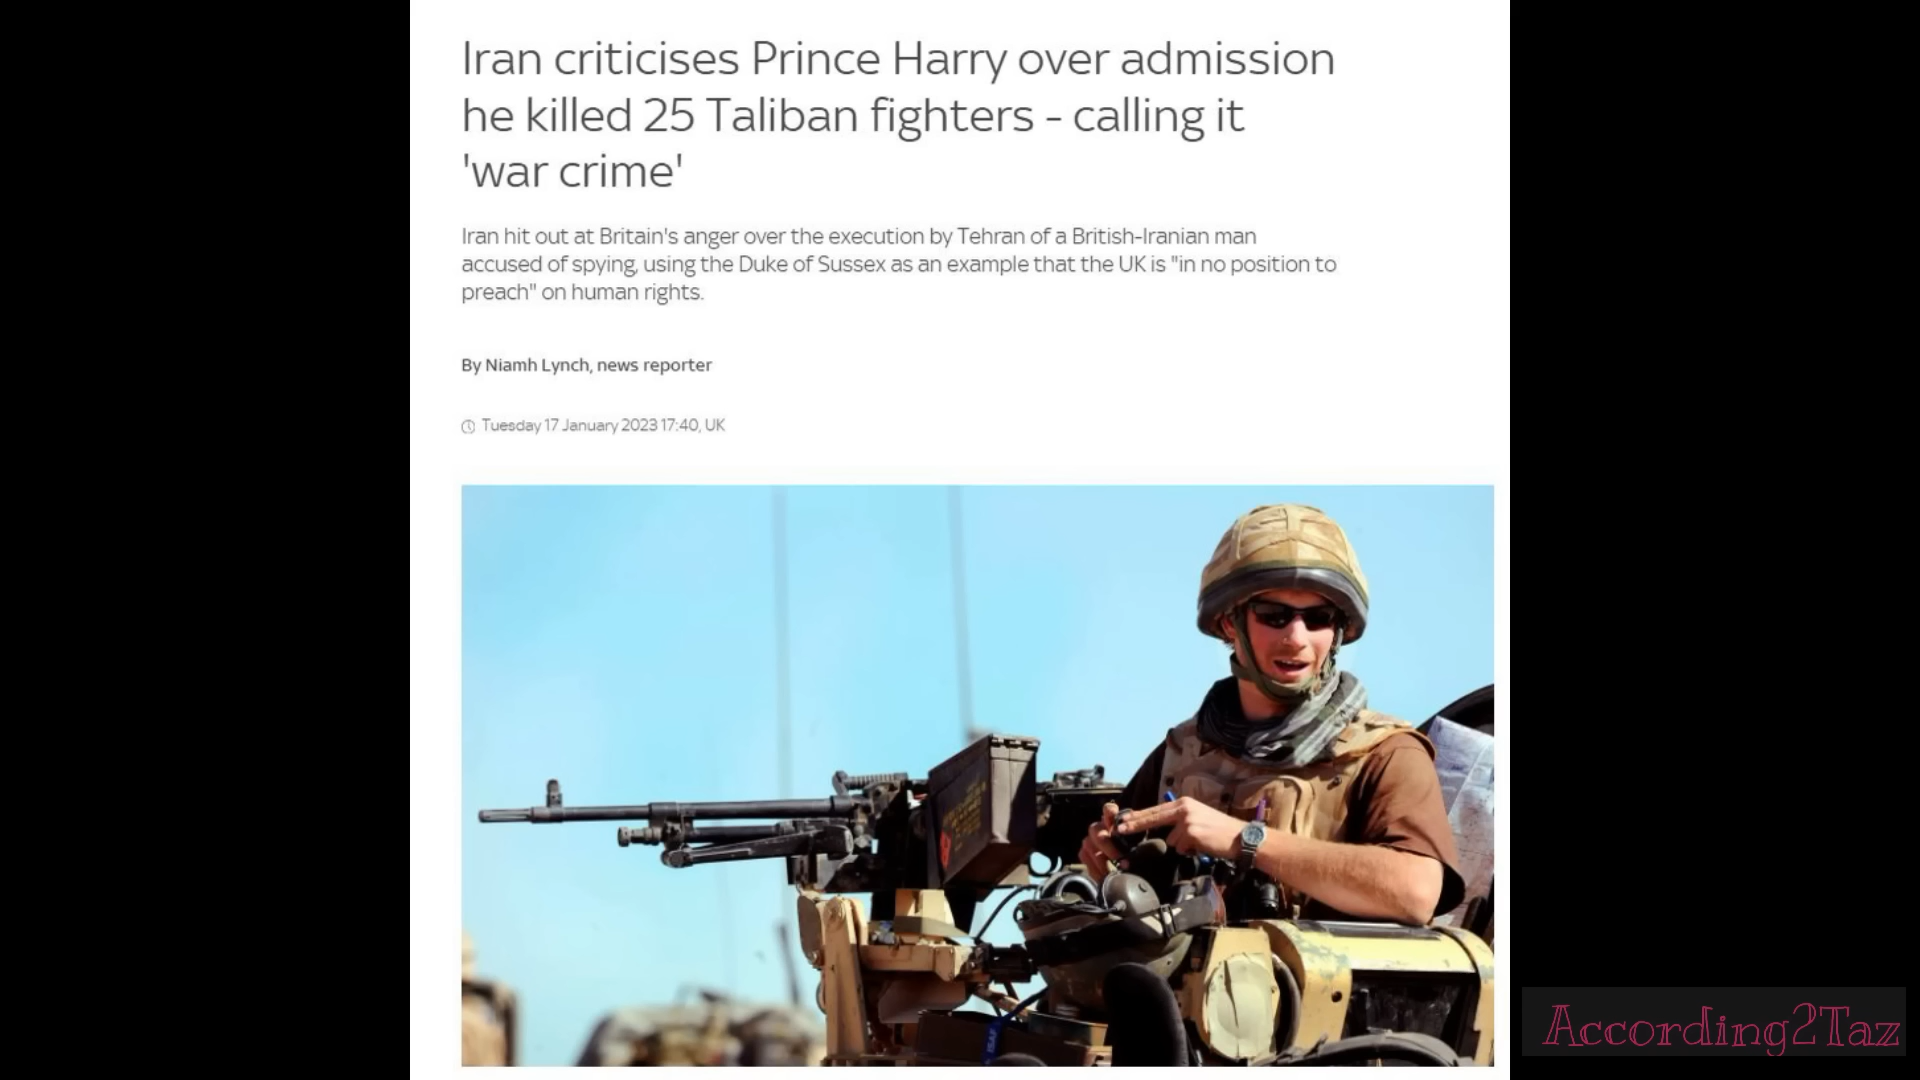 Iran criticises Prince Harry over admission
he killed 25 Taliban fighters - calling it
'war crime'
Iran hit out at Britain's anger over the execution by Tehran of a British-Iranian man
accused of spying, using the Duke of Sussex as an example that the UK is "in no position to
preach" on human rights.
By Niamh Lynch, news reporter
Tuesday 17 January 2023 17:40, UK
According2Taz